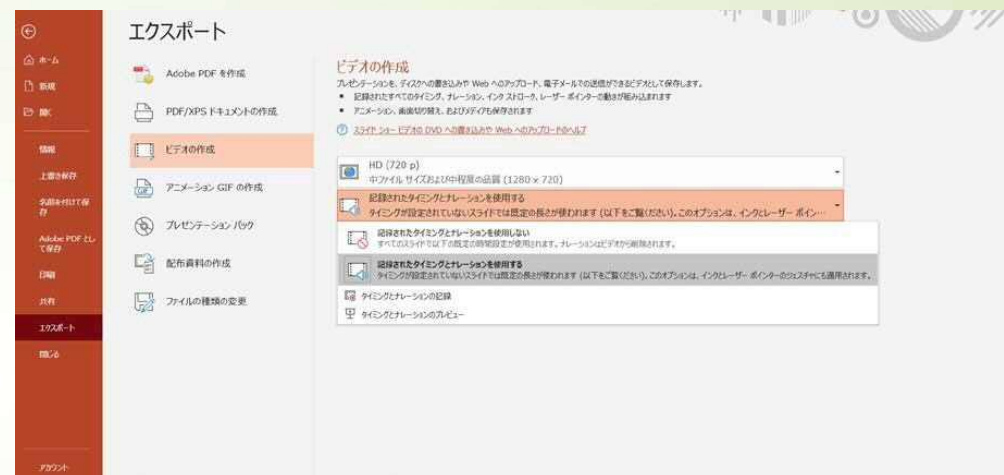 エクスポート
ホーム
新規
開く
情報
上書き保存
名前を付けて保
存
Adobe PDF とし
て保存
印刷
共有
エクスポート
閉じる
アカウント
Adobe PDF を作成
PDF/XPS ドキュメントの作成
ビデオの作成
アニメーション GIF の作成
プレゼンテーション パック
配布資料の作成
ファイルの種類の変更
ビデオの作成
プレゼンテーションを、ディスクへの書き込みや Web へのアップロード、電子メールでの送信ができるビデオとして保存します。
記録されたすべてのタイミング、ナレーション、インク ストローク、レーザー ポインターの動きが組み込まれます
アニメーション、画面切り替え、およびメディアも保存されます
スライド ショー ビデオの DVD への書き込みや Web へのアップロードのヘルプ
HD (720 p)
中ファイル サイズおよび中程度の品質 (1280 x 720)
記録されたタイミングとナレーションを使用する
タイミングが設定されていないスライドでは既定の長さが使われます (以下をご覧ください)。このオプションは、インクとレーザー ポイン…
記録されたタイミングとナレーションを使用しない
すべてのスライドで以下の既定の時間設定が使用されます。ナレーションはビデオから削除されます。
記録されたタイミングとナレーションを使用する
タイミングが設定されていないスライドでは既定の長さが使われます (以下をご覧ください)。このオプションは、インクとレーザー ポインターのジェスチャにも適用されます。
タイミングとナレーションの記録
タイミングとナレーションのプレビュー